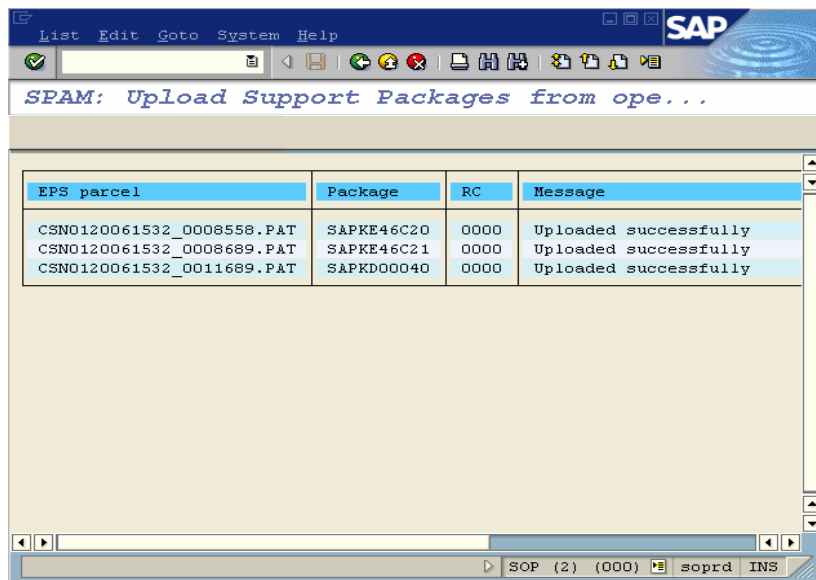 List Edit Goto System Help
SAP
SPAM: Upload Support Packages from ope...
EPS parcel Package RC Message
CSN0120061532_0008558.PAT SAPKE46C20 0000 Uploaded successfully
CSN0120061532_0008689.PAT SAPKE46C21 0000 Uploaded successfully
CSN0120061532_0011689.PAT SAPKD00040 0000 Uploaded successfully
SOP (2) (000) soprd INS